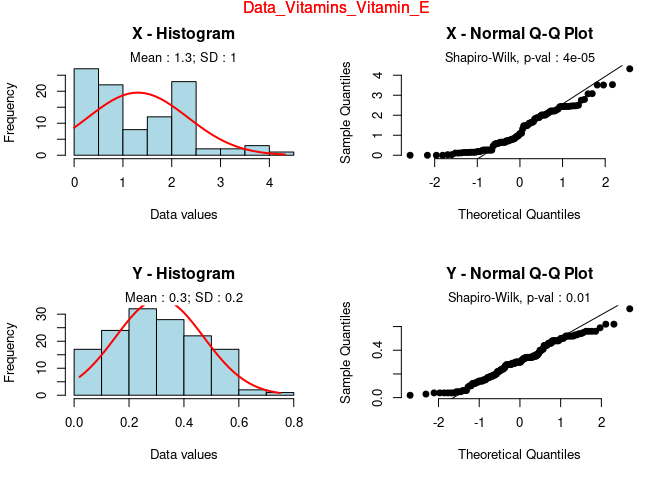 Data_Vitamins_Vitamin_E
X - Histogram
Mean : 1.3; SD : 1
Frequency
0 10 20
0 1 2 3 4
Data values
X - Normal Q-Q Plot
Shapiro-Wilk, p-val : 4e-05
Sample Quantiles
0 1 2 3 4
-2 -1 0 1 2
Theoretical Quantiles
Y - Histogram
Mean : 0.3; SD : 0.2
Frequency
0 10 20 30
0.0 0.2 0.4 0.6 0.8
Data values
Y - Normal Q-Q Plot
Shapiro-Wilk, p-val : 0.01
Sample Quantiles
0.0 0.4
-2 -1 0 1 2
Theoretical Quantiles